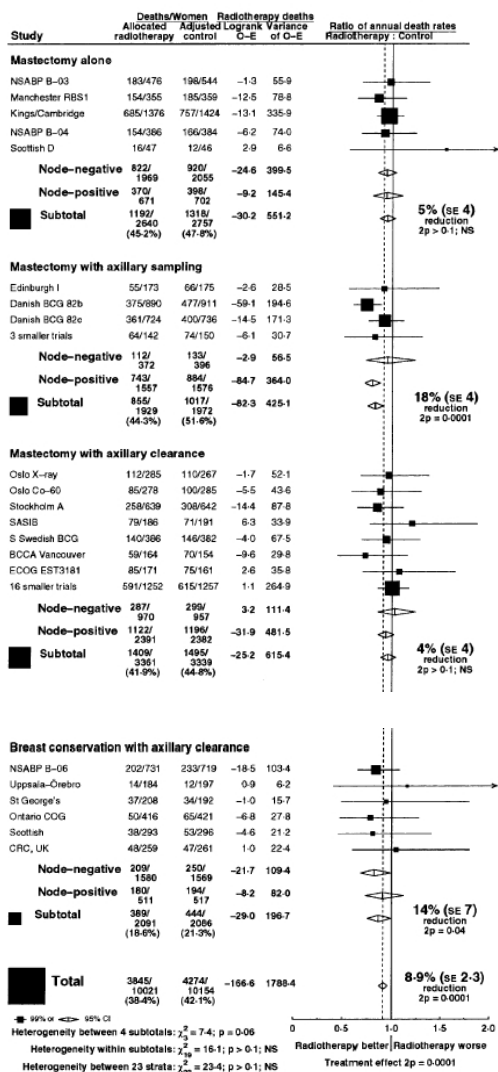 Deaths/Women Radiotherapy deaths
Allocated Adjusted Logrank Variance Ratio of annual death rates
Study radiotherapy control O–E of O–E Radiotherapy : Control
Mastectomy alone
NSABP B–03 183/476 198/544 –1·3 55·9
Manchester RBS1 154/355 185/359 –12·5 78·8
Kings/Cambridge 685/1376 757/1424 –13·1 335·9
NSABP B–04 154/386 166/384 –6·2 74·0
Scottish D 16/47 12/46 2·9 6·6
Node–negative 822/ 920/ –24·6 399·5
1969 2055
Node–positive 370/ 398/ –9·2 145·4
671 702
Subtotal 1192/ 1318/ –30·2 551·2 5% (SE 4)
2640 2757 reduction
(45·2%) (47·8%) 2p > 0·1; NS
Mastectomy with axillary sampling
Edinburgh I 55/173 66/175 –2·6 28·5
Danish BCG 82b 375/890 477/911 –59·1 194·6
Danish BCG 82c 361/724 400/736 –14·5 171·3
3 smaller trials 64/142 74/150 –6·1 30·7
Node–negative 112/ 133/ –2·9 56·5
372 396
Node–positive 743/ 884/ –84·7 364·0
1557 1576
Subtotal 855/ 1017/ –82·3 425·1 18% (SE 4)
1929 1972 reduction
(44·3%) (51·6%) 2p = 0·0001
Mastectomy with axillary clearance
Oslo X–ray 112/285 110/267 –1·7 52·1
Oslo Co–60 85/278 100/285 –5·5 43·6
Stockholm A 258/639 308/642 –14·4 87·8
SASIB 79/186 71/191 6·3 33·9
S Swedish BCG 140/386 146/382 –4·0 67·5
BCCA Vancouver 59/164 70/154 –9·6 29·8
ECOG EST3181 85/171 75/161 2·6 35·8
16 smaller trials 591/1252 615/1257 1·1 264·9
Node–negative 287/ 299/ 3·2 111·4
970 957
Node–positive 1122/ 1196/ –31·9 481·5
2391 2382
Subtotal 1409/ 1495/ –25·2 615·4 4% (SE 4)
3361 3339 reduction
(41·9%) (44·8%) 2p > 0·1; NS
Breast conservation with axillary clearance
NSABP B–06 202/731 233/719 –18·5 103·4
Uppsala–Örebro 14/184 12/197 0·9 6·2
St George's 37/208 34/192 –1·0 15·7
Ontario COG 50/416 65/421 –6·8 27·8
Scottish 38/293 53/296 –4·6 21·2
CRC, UK 48/259 47/261 1·0 22·4
Node–negative 209/ 250/ –21·7 109·4
1580 1569
Node–positive 180/ 194/ –8·2 82·0
511 517
Subtotal 389/ 444/ –29·0 196·7 14% (SE 7)
2091 2086 reduction
(18·6%) (21·3%) 2p = 0·04
Total 3845/ 4274/ –166·6 1788·4 8·9% (SE 2·3)
10021 10154 reduction
(38·4%) (42·1%) 2p = 0·0001
99% or 95% CI
Heterogeneity between 4 subtotals: χ²₃ = 7·4; p = 0·06
Heterogeneity within subtotals: χ²₁₉ = 16·1; p > 0·1; NS
Heterogeneity between 23 strata: χ² = 23·4; p > 0·1; NS
0·0 0·5 1·0 1·5 2·0
Radiotherapy better Radiotherapy worse
Treatment effect 2p = 0·0001